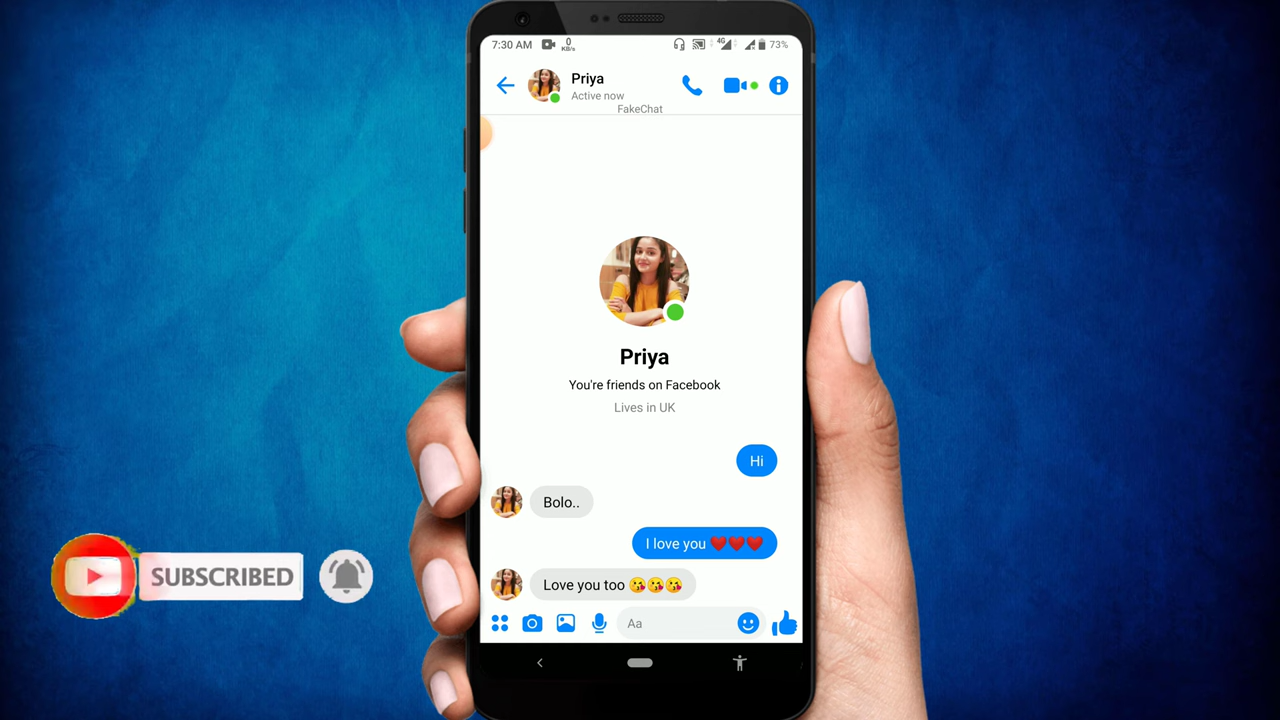 7:30 AM
0
KB/s
4G
73%
Priya
Active now
FakeChat
Priya
You're friends on Facebook
Lives in UK
Hi
Bolo..
I love you ❤️❤️❤️
Love you too 😘😘😘
Aa
SUBSCRIBED